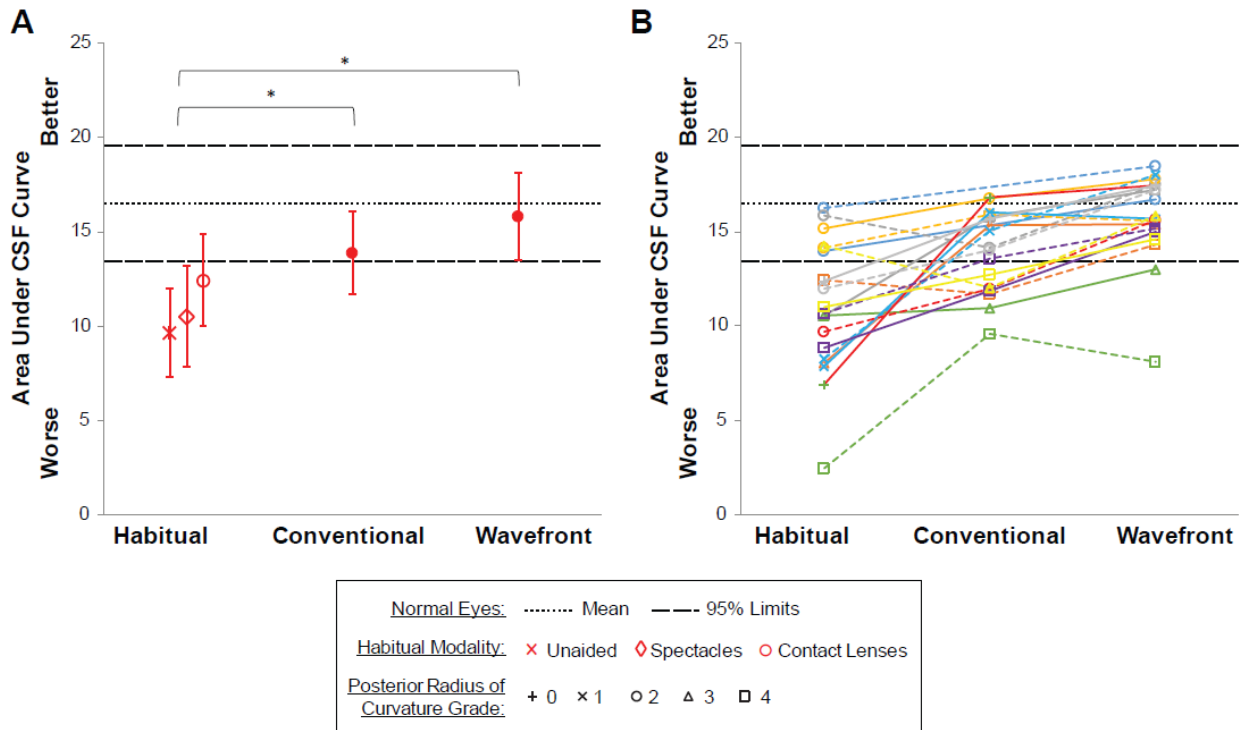 A
25
20
15
10
5
0
Area Under CSF Curve
Better
Worse
*
*
Habitual Conventional Wavefront
B
25
20
15
10
5
0
Area Under CSF Curve
Better
Worse
Habitual Conventional Wavefront
Normal Eyes: Mean 95% Limits
Habitual Modality: Unaided Spectacles Contact Lenses
Posterior Radius of
Curvature Grade: 0 1 2 3 4